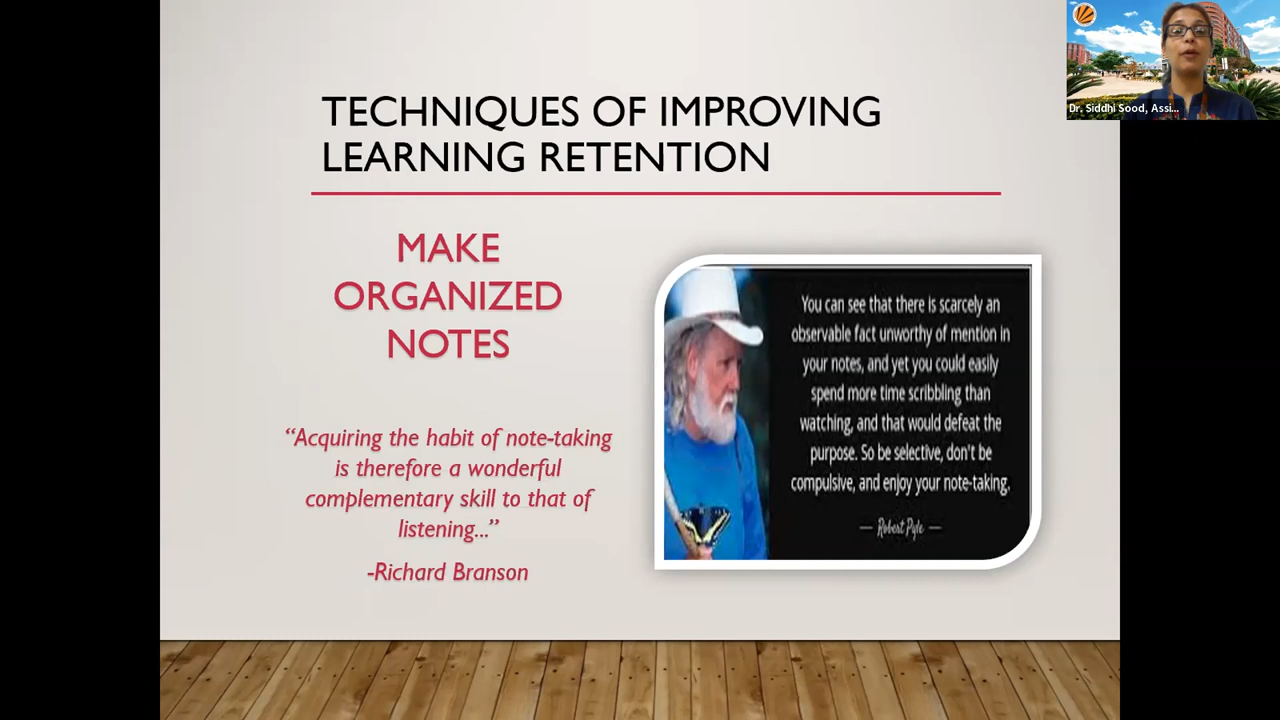 TECHNIQUES OF IMPROVING
LEARNING RETENTION
MAKE
ORGANIZED
NOTES
“Acquiring the habit of note-taking
is therefore a wonderful
complementary skill to that of
listening...”
-Richard Branson
You can see that there is scarcely an
observable fact unworthy of mention in
your notes, and yet you could easily
spend more time scribbling than
watching, and that would defeat the
purpose. So be selective, don't be
compulsive, and enjoy your note-taking.
— Robert Pyle —
Dr. Siddhi Sood, Assi...